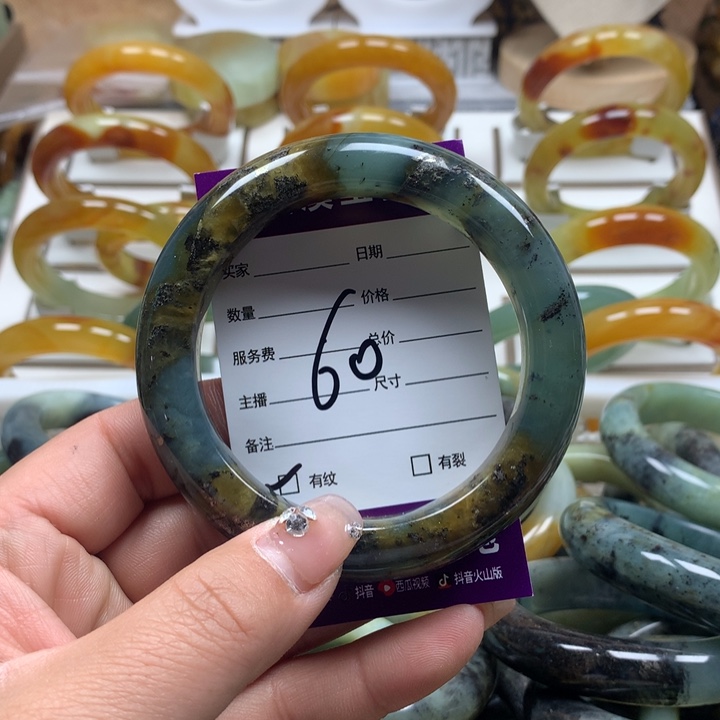 买家 日期
数量 价格
服务费 总价
60
主播 尺寸
备注
✓ 有纹 □ 有裂
抖音 西瓜视频 抖音火山版